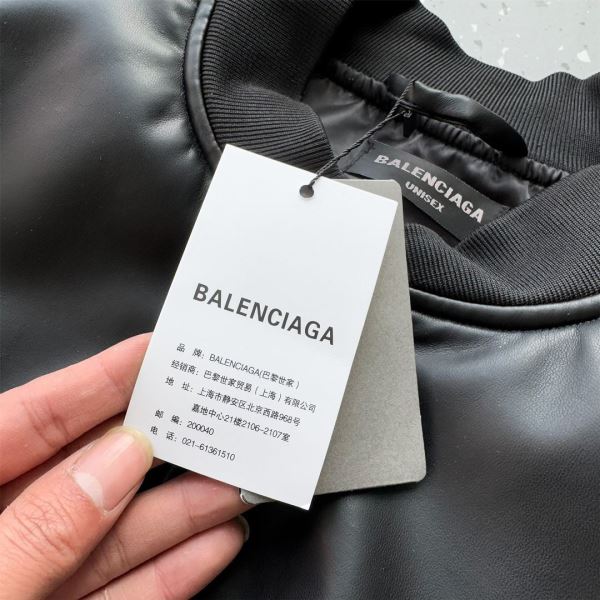 BALENCIAGA
UNISEX
BALENCIAGA
品 牌: BALENCIAGA(巴黎世家)
经销商: 巴黎世家贸易(上海)有限公司
地 址: 上海市静安区北京西路968号
嘉地中心21楼2106-2107室
邮 编: 200040
电 话: 021-61361510